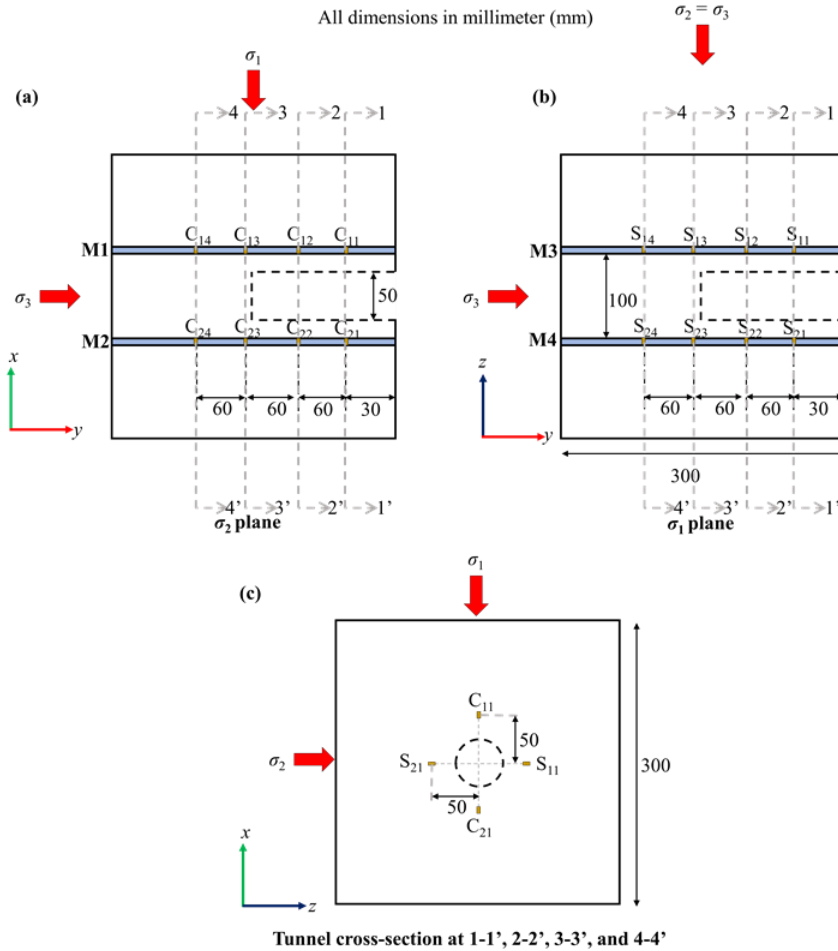 All dimensions in millimeter (mm)
σ2 = σ3
σ1
(a)
(b)
4 3 2 1
4 3 2 1
C14 C13 C12 C11
S14 S13 S12 S11
M1
M3
σ3
50
σ3
100
C24 C23 C22 C21
S24 S23 S22 S21
M2
M4
x
z
60 60 60 30
60 60 60 30
y
y
300
4’ 3’ 2’ 1’
4’ 3’ 2’ 1’
σ2 plane
σ1 plane
σ1
(c)
C11
50
σ2
S21
S11
300
50
C21
x
z
Tunnel cross-section at 1-1’, 2-2’, 3-3’, and 4-4’